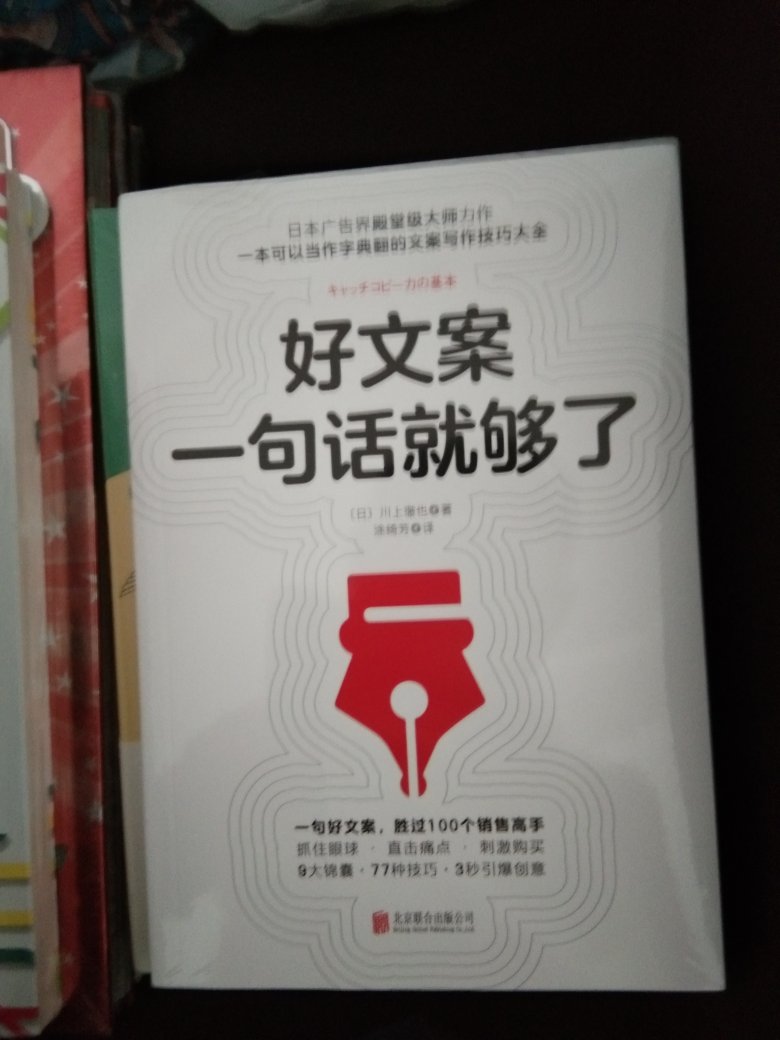 日本广告界殿堂级大师力作
一本可以当作字典翻的文案写作技巧大全
キャッチコピー力の基本
好文案
一句话就够了
〔日〕川上徹也 著
涂绮芳 译
一句好文案，胜过100个销售高手
抓住眼球 · 直击痛点 · 刺激购买
9大锦囊 · 77种技巧 · 3秒引爆创意
北京联合出版公司
Beijing United Publishing Co.,Ltd.